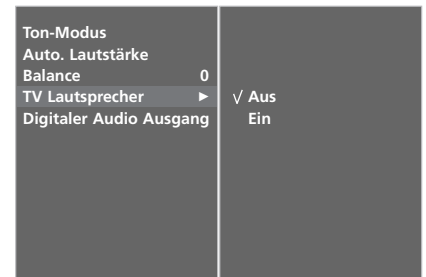 Ton-Modus
Auto. Lautstärke
Balance 0
TV Lautsprecher ►
Digitaler Audio Ausgang
√ Aus
Ein